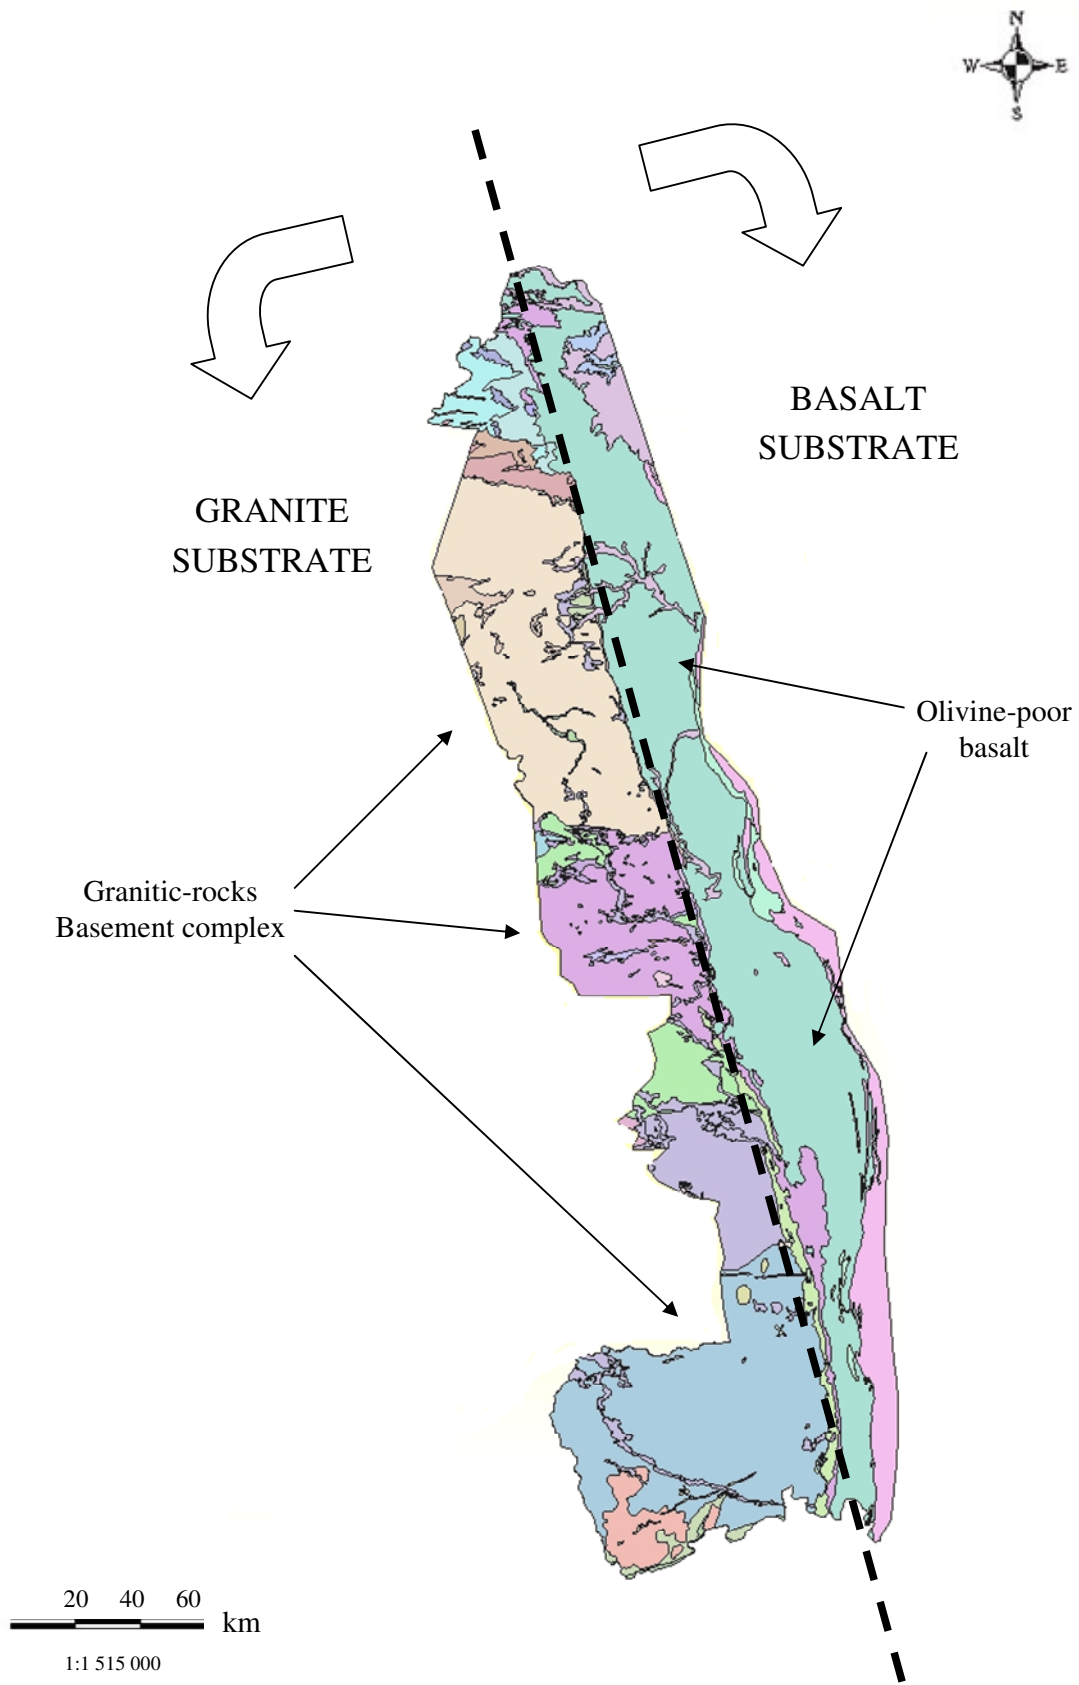 N
W E
S
BASALT
SUBSTRATE
GRANITE
SUBSTRATE
Olivine-poor
basalt
Granitic-rocks
Basement complex
20 40 60
km
1:1 515 000